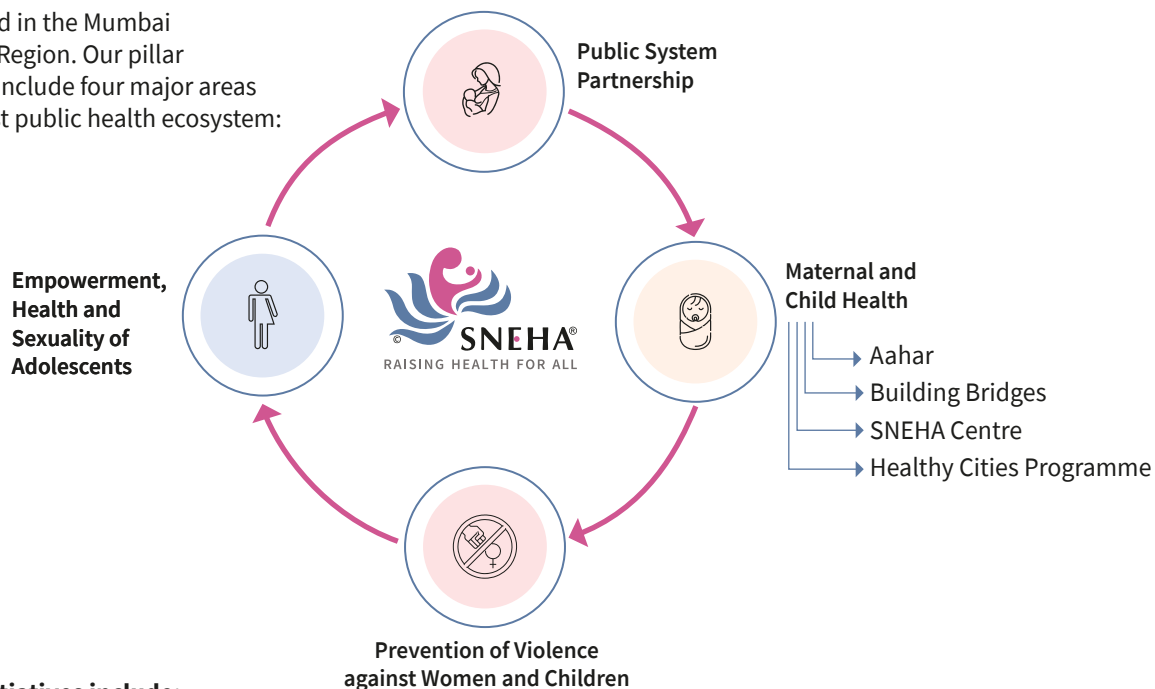 d in the Mumbai
Region. Our pillar
nclude four major areas
t public health ecosystem:
Public System
Partnership
Empowerment,
Health and
Sexuality of
Adolescents
© SNEHA®
RAISING HEALTH FOR ALL
Maternal and
Child Health
Aahar
Building Bridges
SNEHA Centre
Healthy Cities Programme
Prevention of Violence
against Women and Children